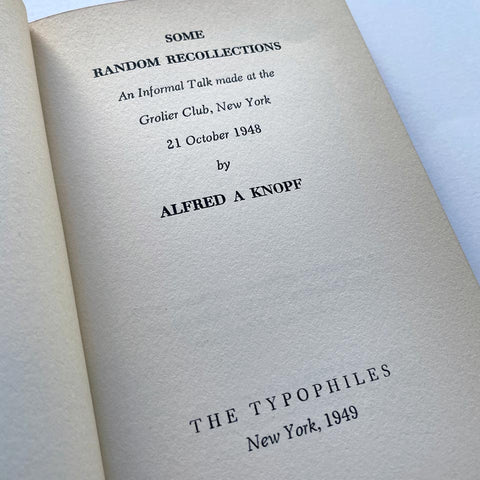 SOME
RANDOM RECOLLECTIONS
An Informal Talk made at the
Grolier Club, New York
21 October 1948
by
ALFRED A KNOPF
THE TYPOPHILES
New York, 1949